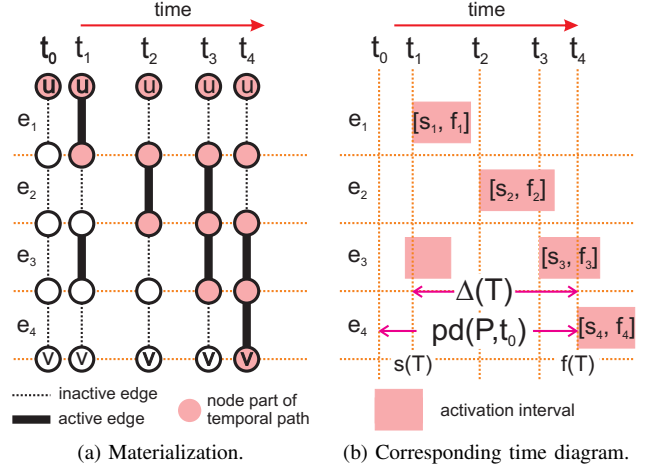 time
t0 t1 t2 t3 t4
u u u u u
e1
e2
e3
e4
v v v v v
inactive edge
active edge
node part of
temporal path
(a) Materialization.
time
t0 t1 t2 t3 t4
e1 [s1, f1]
e2 [s2, f2]
e3 [s3, f3]
Δ(T)
e4 [s4, f4]
pd(P,t0)
s(T) f(T)
activation interval
(b) Corresponding time diagram.